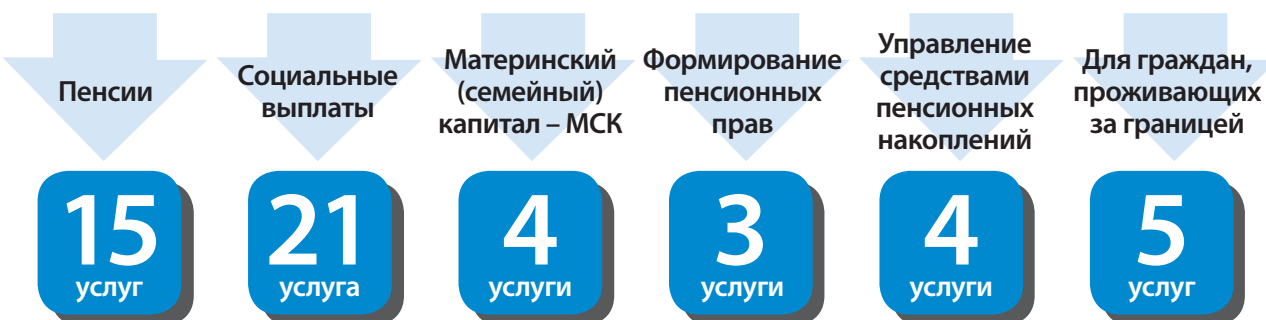 Пенсии
15
услуг
Социальные
выплаты
21
услуга
Материнский
(семейный)
капитал – МСК
4
услуги
Формирование
пенсионных
прав
3
услуги
Управление
средствами
пенсионных
накоплений
4
услуги
Для граждан,
проживающих
за границей
5
услуг